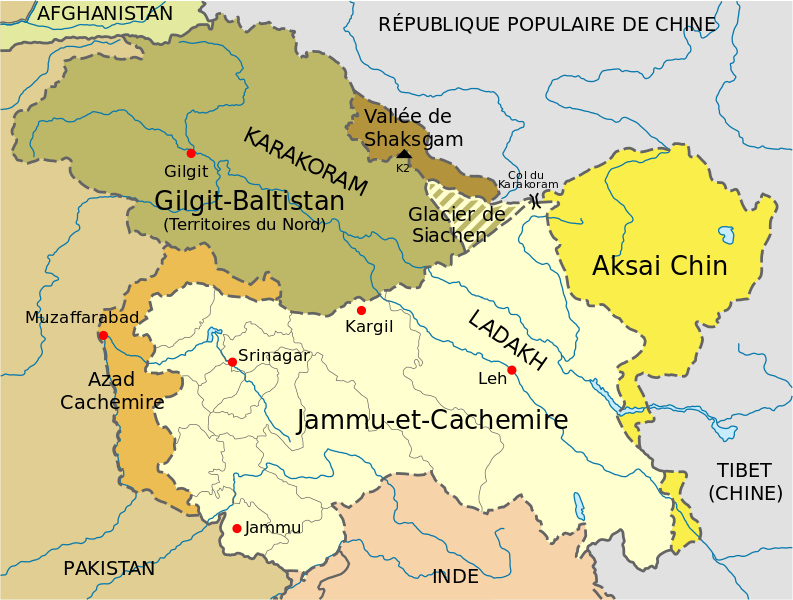 AFGHANISTAN
RÉPUBLIQUE POPULAIRE DE CHINE
Vallée de
Shaksgam
K2
KARAKORAM
Gilgit
Col du
Karakoram
Gilgit-Baltistan
(Territoires du Nord)
Glacier de
Siachen
Aksai Chin
Muzaffarabad
Kargil
LADAKH
Srinagar
Leh
Azad
Cachemire
Jammu-et-Cachemire
TIBET
(CHINE)
Jammu
PAKISTAN
INDE